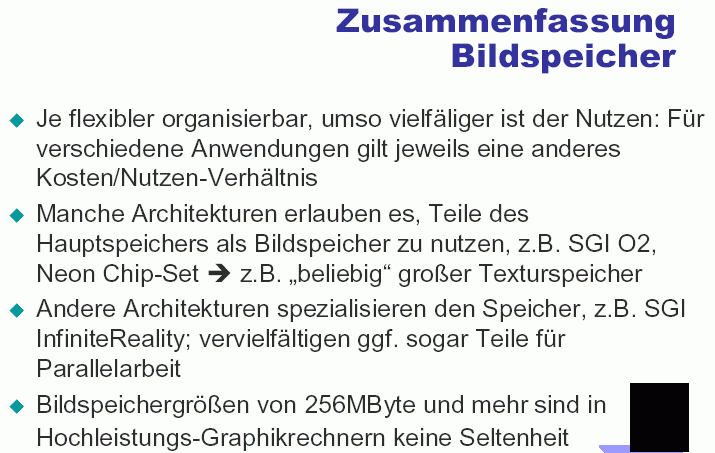 Zusammenfassung
Bildspeicher
Je flexibler organisierbar, umso vielfäliger ist der Nutzen: Für
verschiedene Anwendungen gilt jeweils eine anderes
Kosten/Nutzen-Verhältnis
Manche Architekturen erlauben es, Teile des
Hauptspeichers als Bildspeicher zu nutzen, z.B. SGI O2,
Neon Chip-Set ➔ z.B. „beliebig“ großer Texturspeicher
Andere Architekturen spezialisieren den Speicher, z.B. SGI
InfiniteReality; vervielfältigen ggf. sogar Teile für
Parallelarbeit
Bildspeichergrößen von 256MByte und mehr sind in
Hochleistungs-Graphikrechnern keine Seltenheit